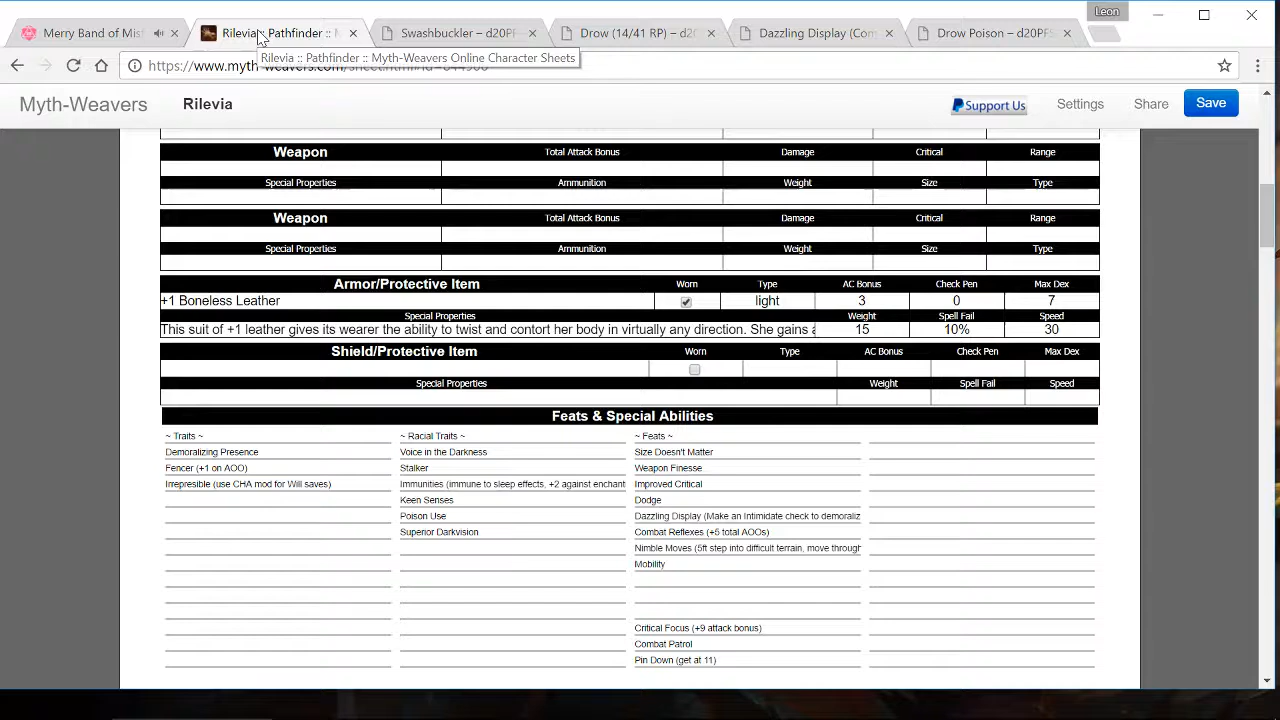 Leon
Merry Band of Mis
Rilevia :: Pathfinder :: M
Swashbuckler – d20PF
Drow (14/41 RP) – d2
Dazzling Display (Com
Drow Poison – d20PFS
https://www.myth-weavers.com/sheet.html#id=
Rilevia :: Pathfinder :: Myth-Weavers Online Character Sheets
Myth-Weavers Rilevia Support Us Settings Share Save
Weapon Total Attack Bonus Damage Critical Range
Special Properties Ammunition Weight Size Type
Weapon Total Attack Bonus Damage Critical Range
Special Properties Ammunition Weight Size Type
Armor/Protective Item Worn Type AC Bonus Check Pen Max Dex
+1 Boneless Leather light 3 0 7
Special Properties Weight Spell Fail Speed
This suit of +1 leather gives its wearer the ability to twist and contort her body in virtually any direction. She gains a 15 10% 30
Shield/Protective Item Worn Type AC Bonus Check Pen Max Dex
Special Properties Weight Spell Fail Speed
Feats & Special Abilities
~ Traits ~ ~ Racial Traits ~ ~ Feats ~
Demoralizing Presence Voice in the Darkness Size Doesn't Matter
Fencer (+1 on AOO) Stalker Weapon Finesse
Irrepresible (use CHA mod for Will saves) Immunities (immune to sleep effects, +2 against enchant Improved Critical
Keen Senses Dodge
Poison Use Dazzling Display (Make an Intimidate check to demoraliz
Superior Darkvision Combat Reflexes (+5 total AOOs)
Nimble Moves (5ft step into difficult terrain, move through
Mobility
Critical Focus (+9 attack bonus)
Combat Patrol
Pin Down (get at 11)